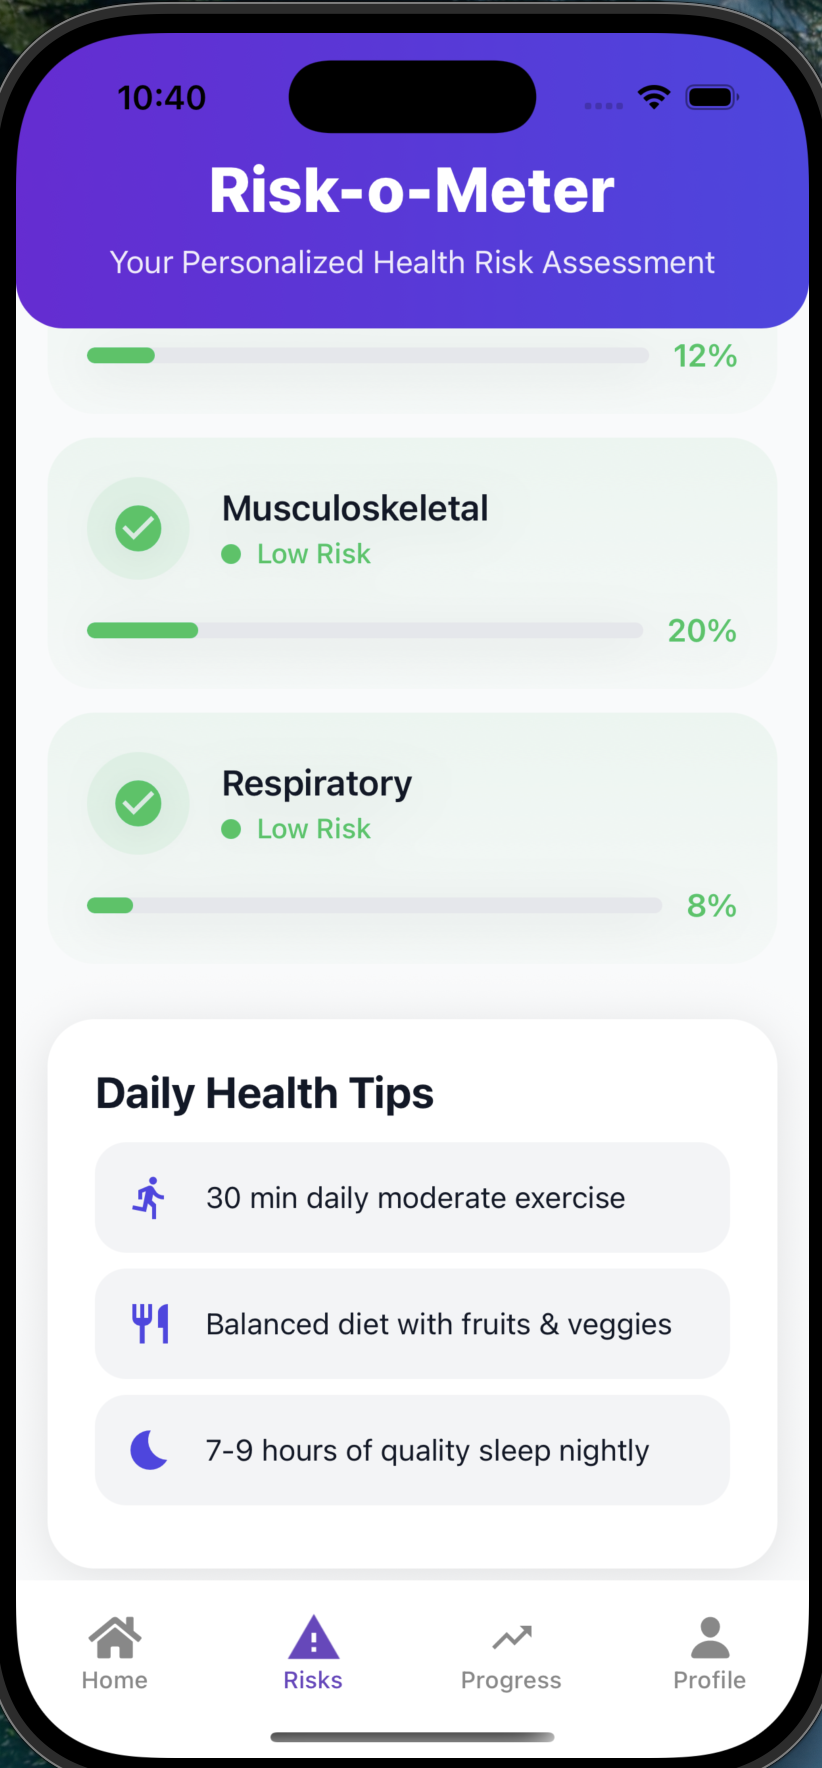 10:40
Risk-o-Meter
Your Personalized Health Risk Assessment
12%
Musculoskeletal
Low Risk
20%
Respiratory
Low Risk
8%
Daily Health Tips
30 min daily moderate exercise
Balanced diet with fruits & veggies
7-9 hours of quality sleep nightly
Home
Risks
Progress
Profile